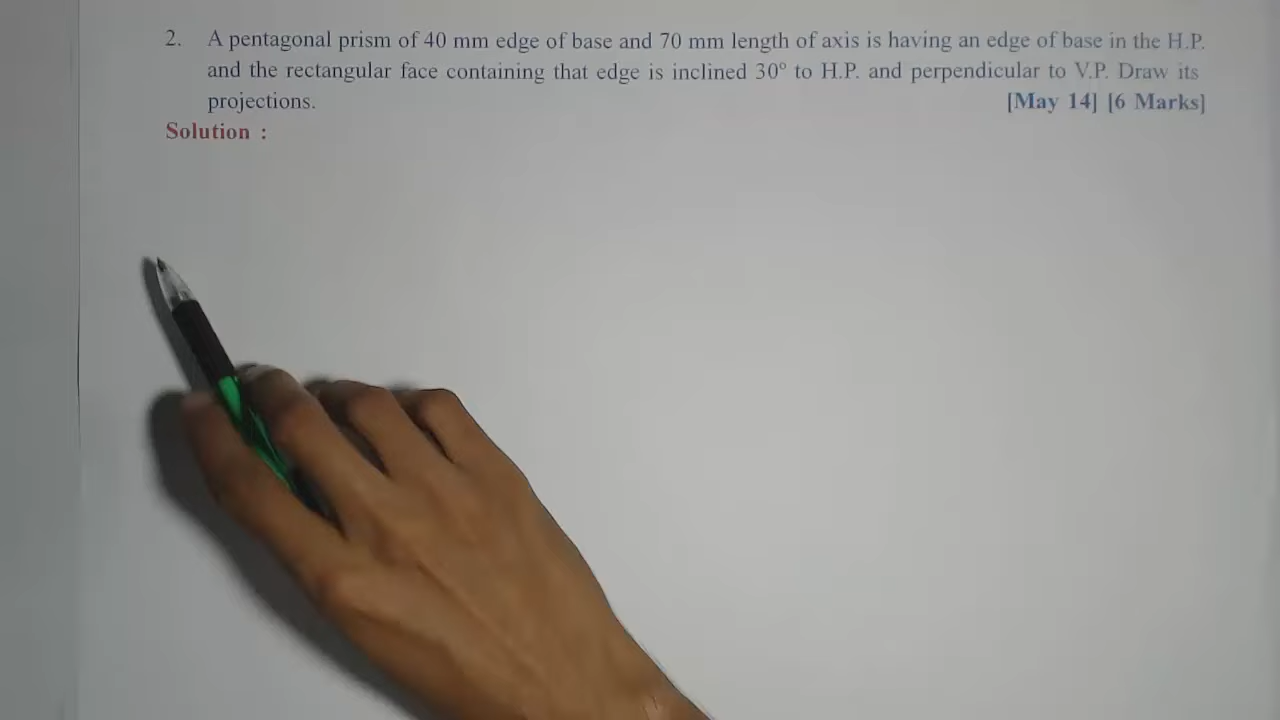 2. A pentagonal prism of 40 mm edge of base and 70 mm length of axis is having an edge of base in the H.P.
and the rectangular face containing that edge is inclined 30° to H.P. and perpendicular to V.P. Draw its
projections. [May 14] [6 Marks]
Solution :